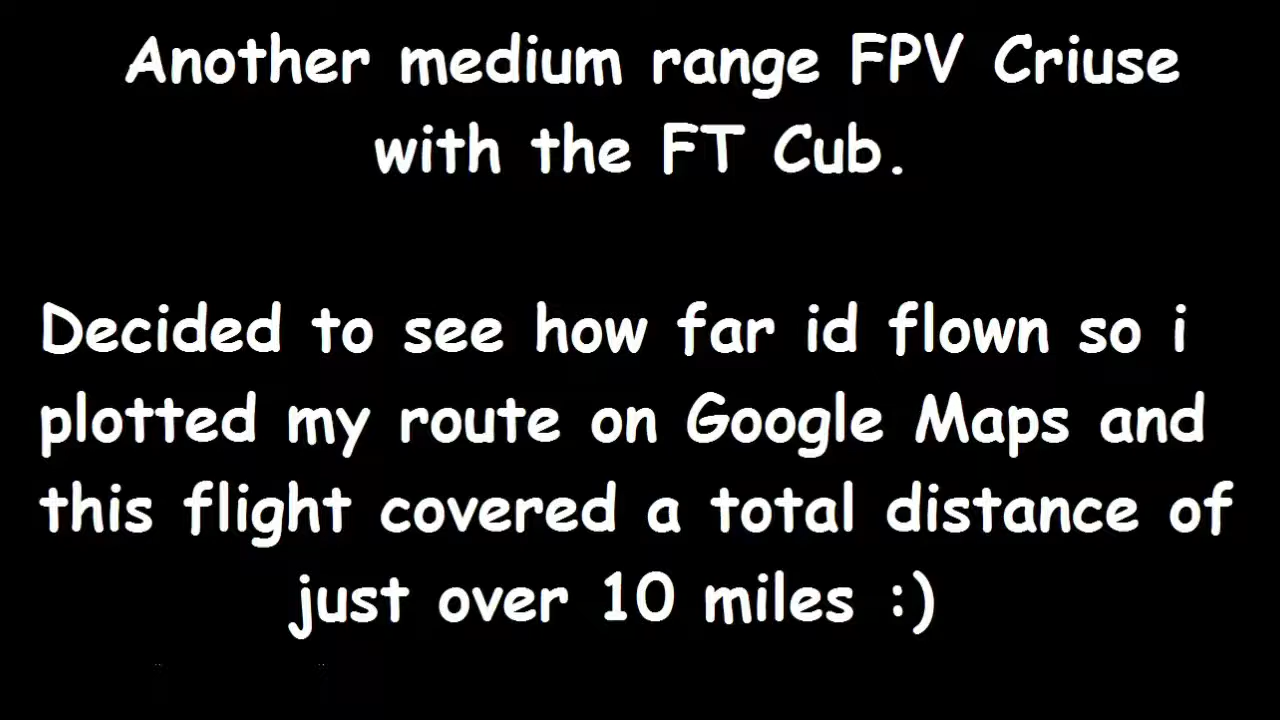 Another medium range FPV Criuse
with the FT Cub.
Decided to see how far id flown so i
plotted my route on Google Maps and
this flight covered a total distance of
just over 10 miles :)